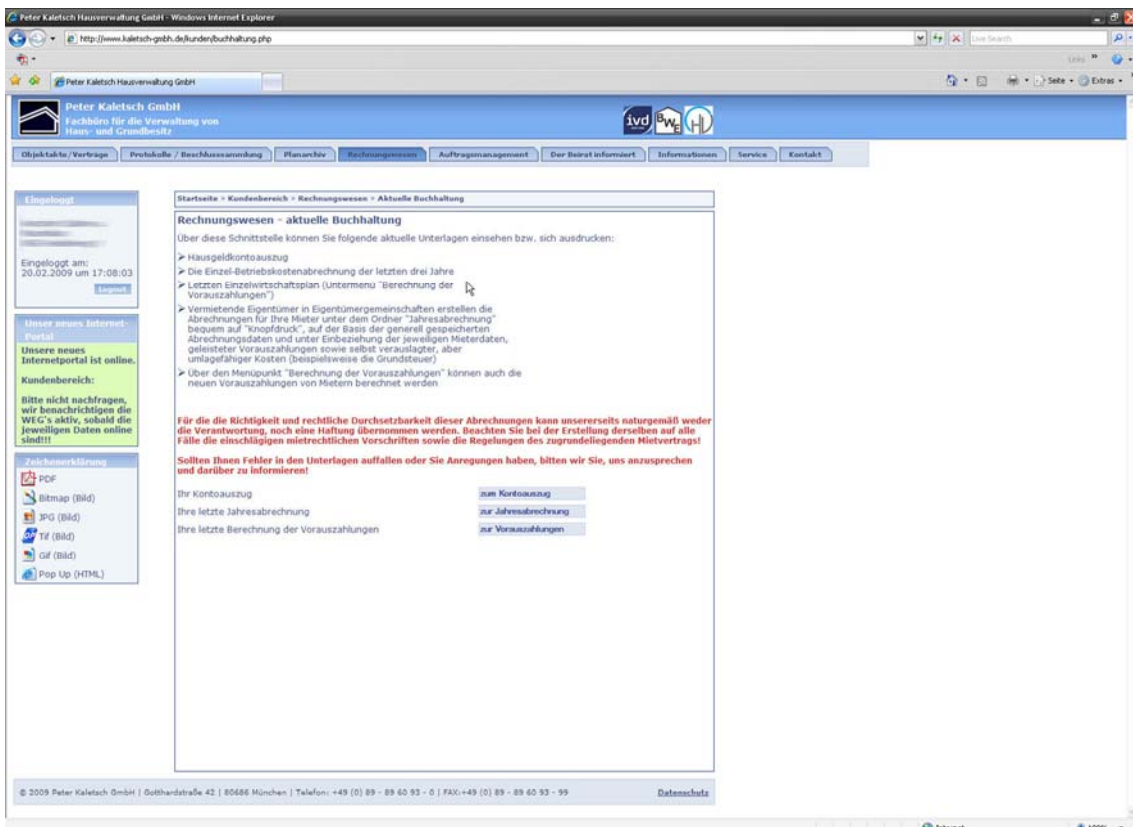 Peter Kaletsch Hausverwaltung GmbH - Windows Internet Explorer
http://www.kaletsch-gmbh.de/kunden/buchhaltung.php
Live Search
Links
Peter Kaletsch Hausverwaltung GmbH
Seite
Extras
Peter Kaletsch GmbH
Fachbüro für die Verwaltung von
Haus- und Grundbesitz
ivd
BWE
Objektakte/Verträge
Protokolle / Beschlusssammlung
Planarchiv
Rechnungswesen
Auftragsmanagement
Der Beirat informiert
Informationen
Service
Kontakt
Eingeloggt
Eingeloggt am:
20.02.2009 um 17:08:03
Logout
Unser neues Internet-
Portal
Unsere neues
Internetportal ist online.
Kundenbereich:
Bitte nicht nachfragen,
wir benachrichtigen die
WEG's aktiv, sobald die
jeweiligen Daten online
sind!!!
Zeichenerklärung
PDF
Bitmap (Bild)
JPG (Bild)
Tif (Bild)
Gif (Bild)
Pop Up (HTML)
Startseite > Kundenbereich > Rechnungswesen > Aktuelle Buchhaltung
Rechnungswesen - aktuelle Buchhaltung
Über diese Schnittstelle können Sie folgende aktuelle Unterlagen einsehen bzw. sich ausdrucken:
Hausgeldkontoauszug
Die Einzel-Betriebskostenabrechnung der letzten drei Jahre
Letzten Einzelwirtschaftsplan (Untermenü "Berechnung der
Vorauszahlungen")
Vermietende Eigentümer in Eigentümergemeinschaften erstellen die
Abrechnungen für Ihre Mieter unter dem Ordner "Jahresabrechnung"
bequem auf "Knopfdruck", auf der Basis der generell gespeicherten
Abrechnungsdaten und unter Einbeziehung der jeweiligen Mieterdaten,
geleisteter Vorauszahlungen sowie selbst verauslagter, aber
umlagefähiger Kosten (beispielsweise die Grundsteuer)
Über den Menüpunkt "Berechnung der Vorauszahlungen" können auch die
neuen Vorauszahlungen von Mietern berechnet werden
Für die die Richtigkeit und rechtliche Durchsetzbarkeit dieser Abrechnungen kann unsererseits naturgemäß weder
die Verantwortung, noch eine Haftung übernommen werden. Beachten Sie bei der Erstellung derselben auf alle
Fälle die einschlägigen mietrechtlichen Vorschriften sowie die Regelungen des zugrundeliegenden Mietvertrags!
Sollten Ihnen Fehler in den Unterlagen auffallen oder Sie Anregungen haben, bitten wir Sie, uns anzusprechen
und darüber zu informieren!
Ihr Kontoauszug
zum Kontoauszug
Ihre letzte Jahresabrechnung
zur Jahresabrechnung
Ihre letzte Berechnung der Vorauszahlungen
zur Vorauszahlungen
© 2009 Peter Kaletsch GmbH | Gotthardstraße 42 | 80686 München | Telefon: +49 (0) 89 - 89 60 93 - 0 | FAX:+49 (0) 89 - 89 60 93 - 99
Datenschutz